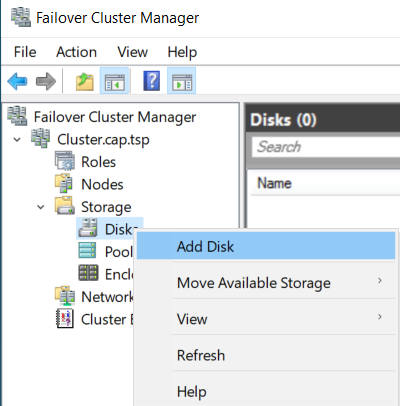 Failover Cluster Manager
File Action View Help
Failover Cluster Manager
Cluster.cap.tsp
Roles
Nodes
Storage
Disks
Pool
Enclo
Network
Cluster E
Disks (0)
Search
Name
Add Disk
Move Available Storage
View
Refresh
Help